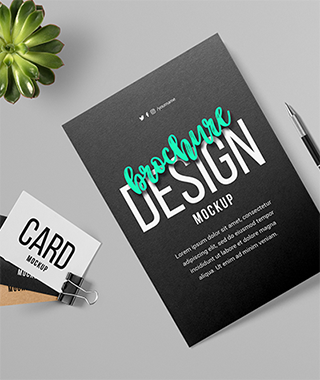 /yourname
brochure
DESIGN
MOCKUP
Lorem ipsum dolor sit amet, consectetur
adipiscing elit, sed do eiusmod tempor
incididunt ut labore et dolore magna
aliqua. Ut enim ad minim veniam.
CARD
MOCKUP